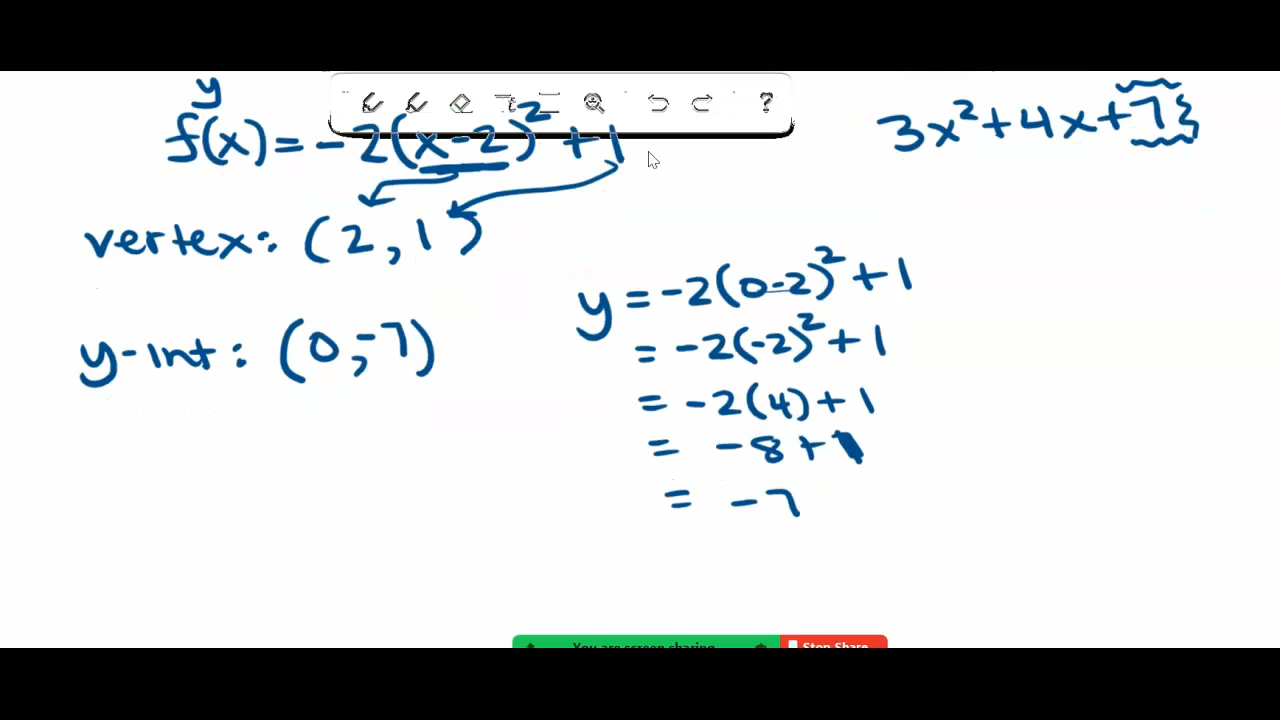 y
f(x) = -2(x-2)² + 1
3x² + 4x + 7
vertex: (2, 1)
y-int: (0, -7)
y = -2(0-2)² + 1
= -2(-2)² + 1
= -2(4) + 1
= -8 + 1
= -7
?
You are screen sharing
Stop Share